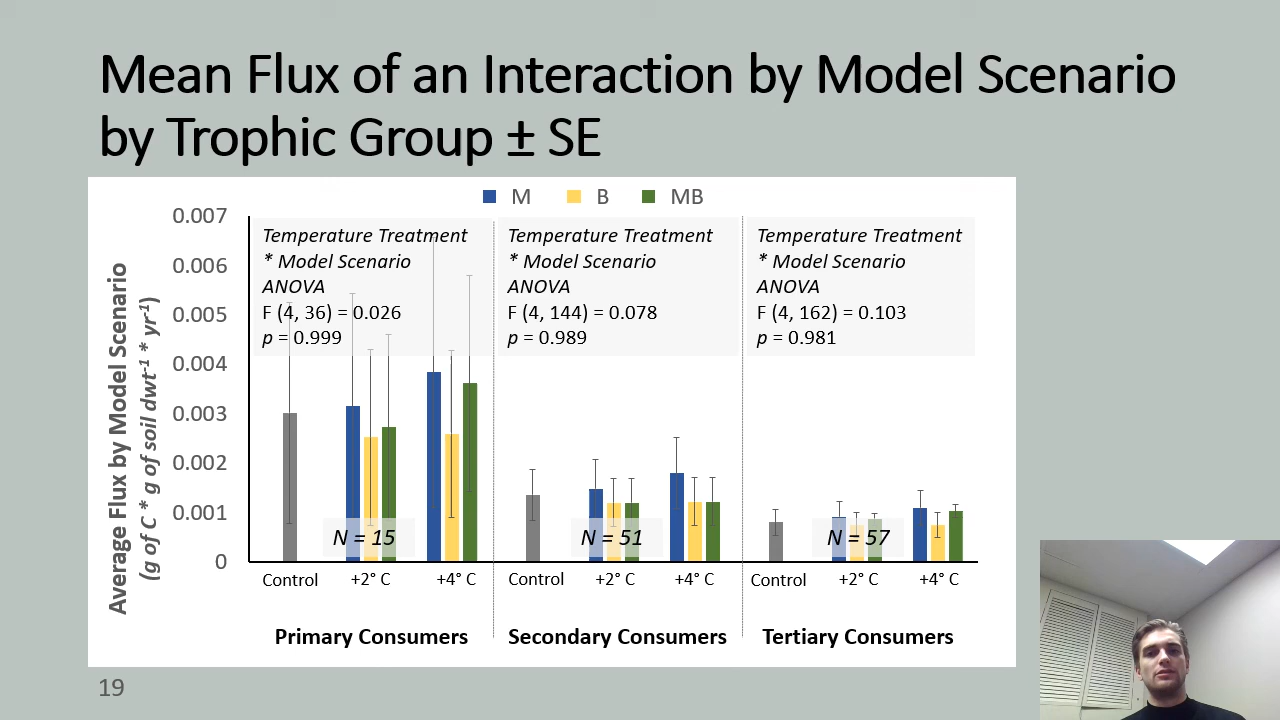 Mean Flux of an Interaction by Model Scenario
by Trophic Group ± SE
M B MB
Average Flux by Model Scenario
(g of C * g of soil dwt⁻¹ * yr⁻¹)
0.007
0.006
0.005
0.004
0.003
0.002
0.001
0
Temperature Treatment
* Model Scenario
ANOVA
F (4, 36) = 0.026
p = 0.999
N = 15
Control +2° C +4° C
Primary Consumers
Temperature Treatment
* Model Scenario
ANOVA
F (4, 144) = 0.078
p = 0.989
N = 51
Control +2° C +4° C
Secondary Consumers
Temperature Treatment
* Model Scenario
ANOVA
F (4, 162) = 0.103
p = 0.981
N = 57
Control +2° C +4° C
Tertiary Consumers
19